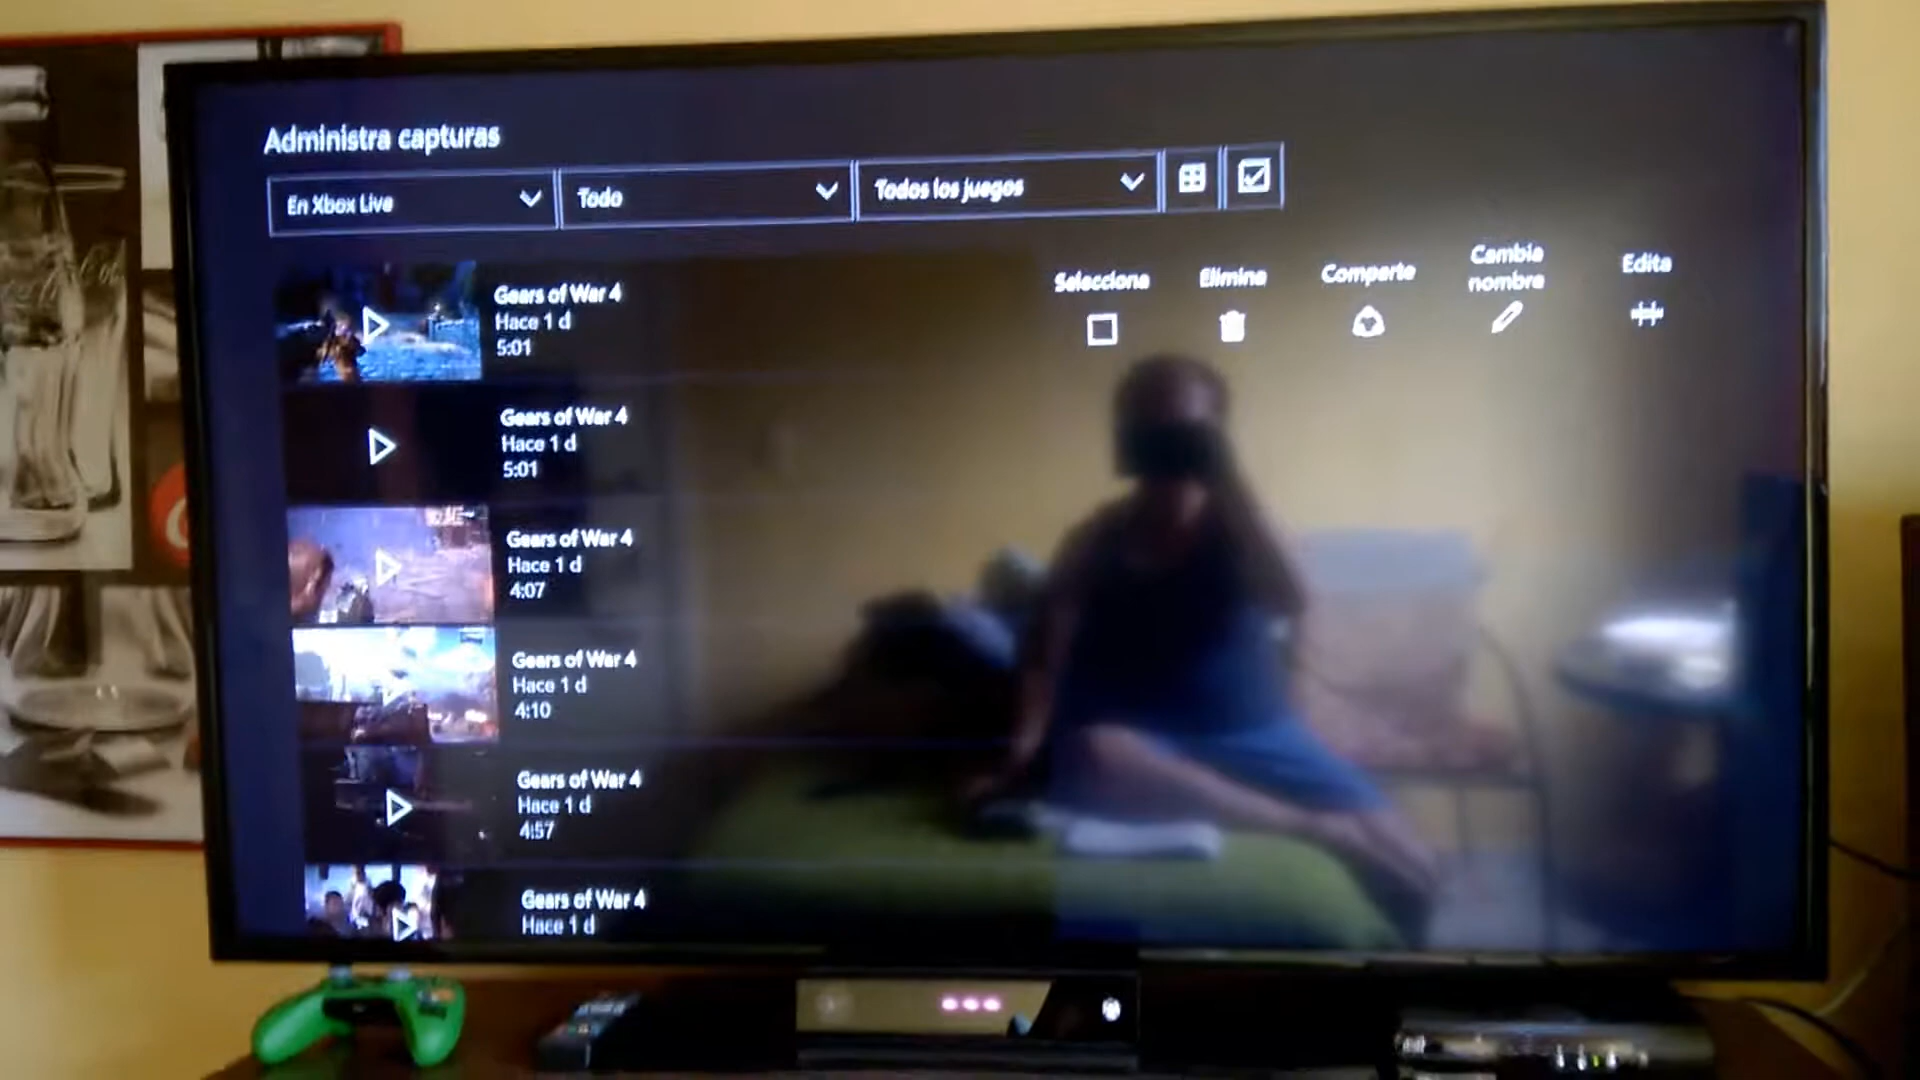 Administra capturas
En Xbox Live
Todo
Todos los juegos
Selecciona
Elimina
Comparte
Cambia
nombre
Edita
Gears of War 4
Hace 1 d
5:01
Gears of War 4
Hace 1 d
5:01
Gears of War 4
Hace 1 d
4:07
Gears of War 4
Hace 1 d
4:10
Gears of War 4
Hace 1 d
4:57
Gears of War 4
Hace 1 d